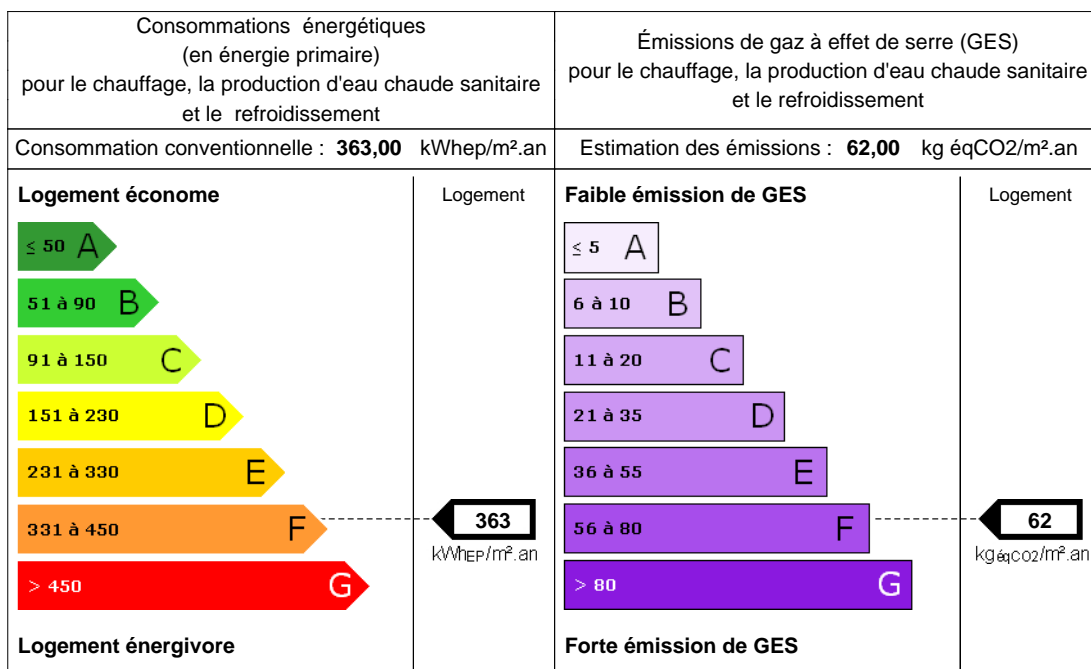 Consommations énergétiques
(en énergie primaire)
pour le chauffage, la production d'eau chaude sanitaire
et le refroidissement
Émissions de gaz à effet de serre (GES)
pour le chauffage, la production d'eau chaude sanitaire
et le refroidissement
Consommation conventionnelle : 363,00 kWhep/m².an
Estimation des émissions : 62,00 kg éqCO2/m².an
Logement économe
Logement
≤ 50 A
51 à 90 B
91 à 150 C
151 à 230 D
231 à 330 E
331 à 450 F
> 450 G
363
kWhEP/m².an
Logement énergivore
Faible émission de GES
Logement
≤ 5 A
6 à 10 B
11 à 20 C
21 à 35 D
36 à 55 E
56 à 80 F
> 80 G
62
kgéqCO2/m².an
Forte émission de GES